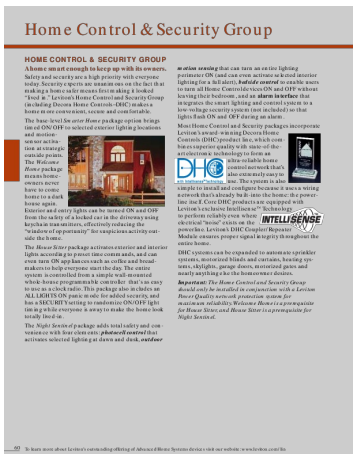 Home Control & Security Group
HOME CONTROL & SECURITY GROUP
A home smart enough to keep up with its owners.
Safety and security are a high priority with everyone
today. Security experts are unanimous on the fact that
making a home safer means first making it looked
"lived in." Leviton's Home Control and Security Group
(including Decora Home Controls-DHC) makes a
home more convenient, secure and comfortable.
The base-level Smarter Home package option brings
timed ON/OFF to selected exterior lighting locations
and motion-
sensor activa-
tion at strategic
outside points.
The Welcome
Home package
means home-
owners never
have to come
home to a dark
house again.
Exterior and entry lights can be turned ON and OFF
from the safety of a locked car in the driveway using
keychain transmitters, effectively reducing the
"window of opportunity" for suspicious activity out-
side the home.
The House Sitter package activates exterior and interior
lights according to preset time commands, and can
even turn ON appliances such as coffee and bread-
makers to help everyone start the day. The entire
system is controlled from a simple wall-mounted
whole-house programmable controller that's as easy
to use as a clock radio. This package also includes an
ALL LIGHTS ON panic mode for added security, and
has a SECURITY setting to randomize ON/OFF light
timing while everyone is away to make the home look
totally lived-in.
The Night Sentinel package adds total safety and con-
venience with four elements: photocell control that
activates selected lighting at dawn and dusk, outdoor
motion sensing that can turn an entire lighting
perimeter ON (and can even activate selected interior
lighting for a full alert), bedside control to enable users
to turn all Home Control devices ON and OFF without
leaving their bedroom, and an alarm interface that
integrates the smart lighting and control system to a
low-voltage security system (not included) so that
lights flash ON and OFF during an alarm.
Most Home Control and Security packages incorporate
Leviton's award-winning Decora Home
Controls (DHC) product line, which com-
bines superior quality with state-of-the-
art electronic technology to form an
ultra-reliable home
control network that's
also extremely easy to
use. The system is also
simple to install and configure because it uses a wiring
network that's already built-into the home: the power-
line itself. Core DHC products are equipped with
Leviton's exclusive Intellisense™ Technology
to perform reliably even where
electrical "noise" exists on the
powerline. Leviton's DHC Coupler/Repeater
Module ensures proper signal integrity throughout the
entire home.
DHC
INTELLISENSE
DHC systems can be expanded to automate sprinkler
systems, motorized blinds and curtains, heating sys-
tems, skylights, garage doors, motorized gates and
nearly anything else the homeowner desires.
Important: The Home Control and Security Group
should only be installed in conjunction with a Leviton
Power Quality network protection system for
maximum reliability. Welcome Home is a prerequisite
for House Sitter, and House Sitter is a prerequisite for
Night Sentinel.
To learn more about Leviton's outstanding offering of Advanced Home Systems devices visit our website: www.leviton.com/lin